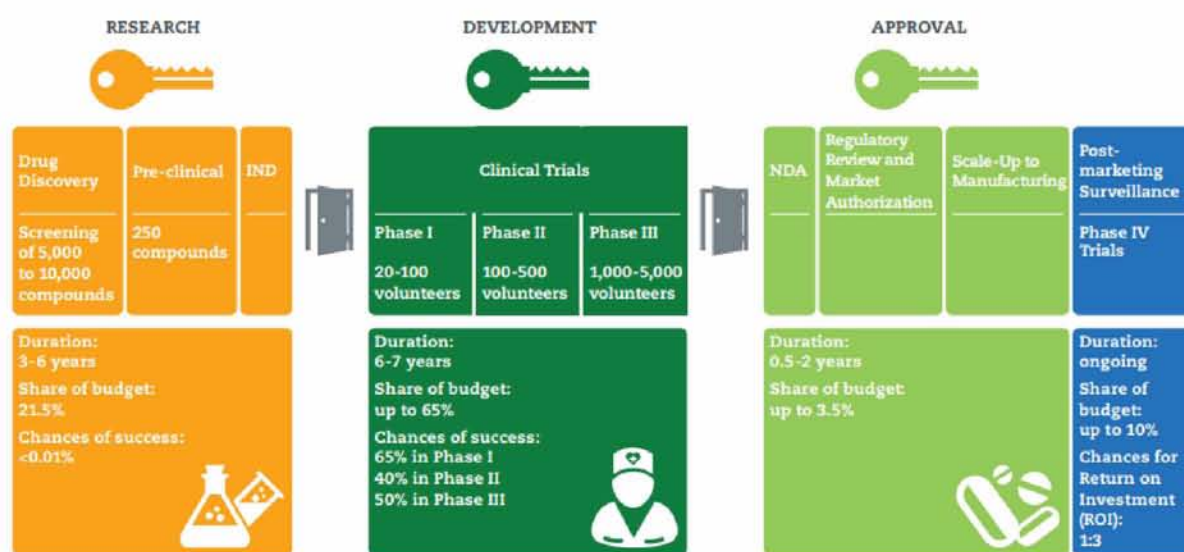 RESEARCH
DEVELOPMENT
APPROVAL
Drug
Discovery
Screening
of 5,000
to 10,000
compounds
Pre-clinical
250
compounds
IND
Clinical Trials
Phase I
20-100
volunteers
Phase II
100-500
volunteers
Phase III
1,000-5,000
volunteers
NDA
Regulatory
Review and
Market
Authorization
Scale-Up to
Manufacturing
Post-
marketing
Surveillance
Phase IV
Trials
Duration:
3-6 years
Share of budget:
21.5%
Chances of success:
<0.01%
Duration:
6-7 years
Share of budget:
up to 65%
Chances of success:
65% in Phase I
40% in Phase II
50% in Phase III
Duration:
0.5-2 years
Share of budget:
up to 3.5%
Duration:
ongoing
Share of
budget:
up to 10%
Chances for
Return on
Investment
(ROI):
1:3